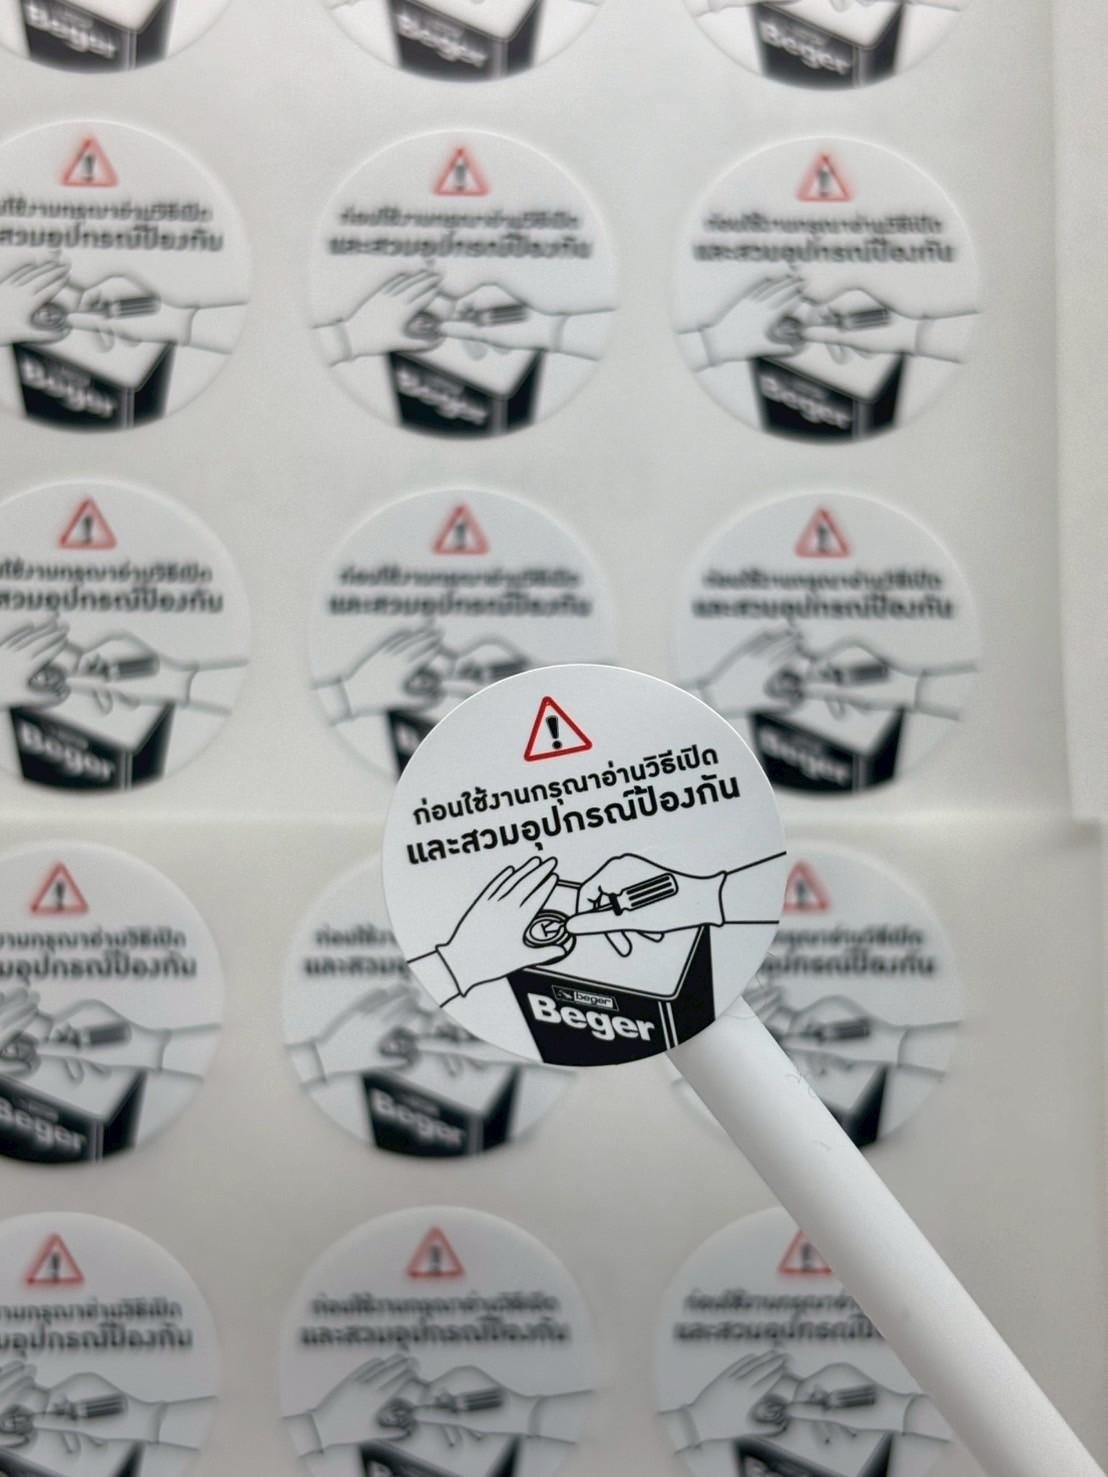 ก่อนใช้งานกรุณาอ่านวิธีเปิด
และสวมอุปกรณ์ป้องกัน
beger
Beger